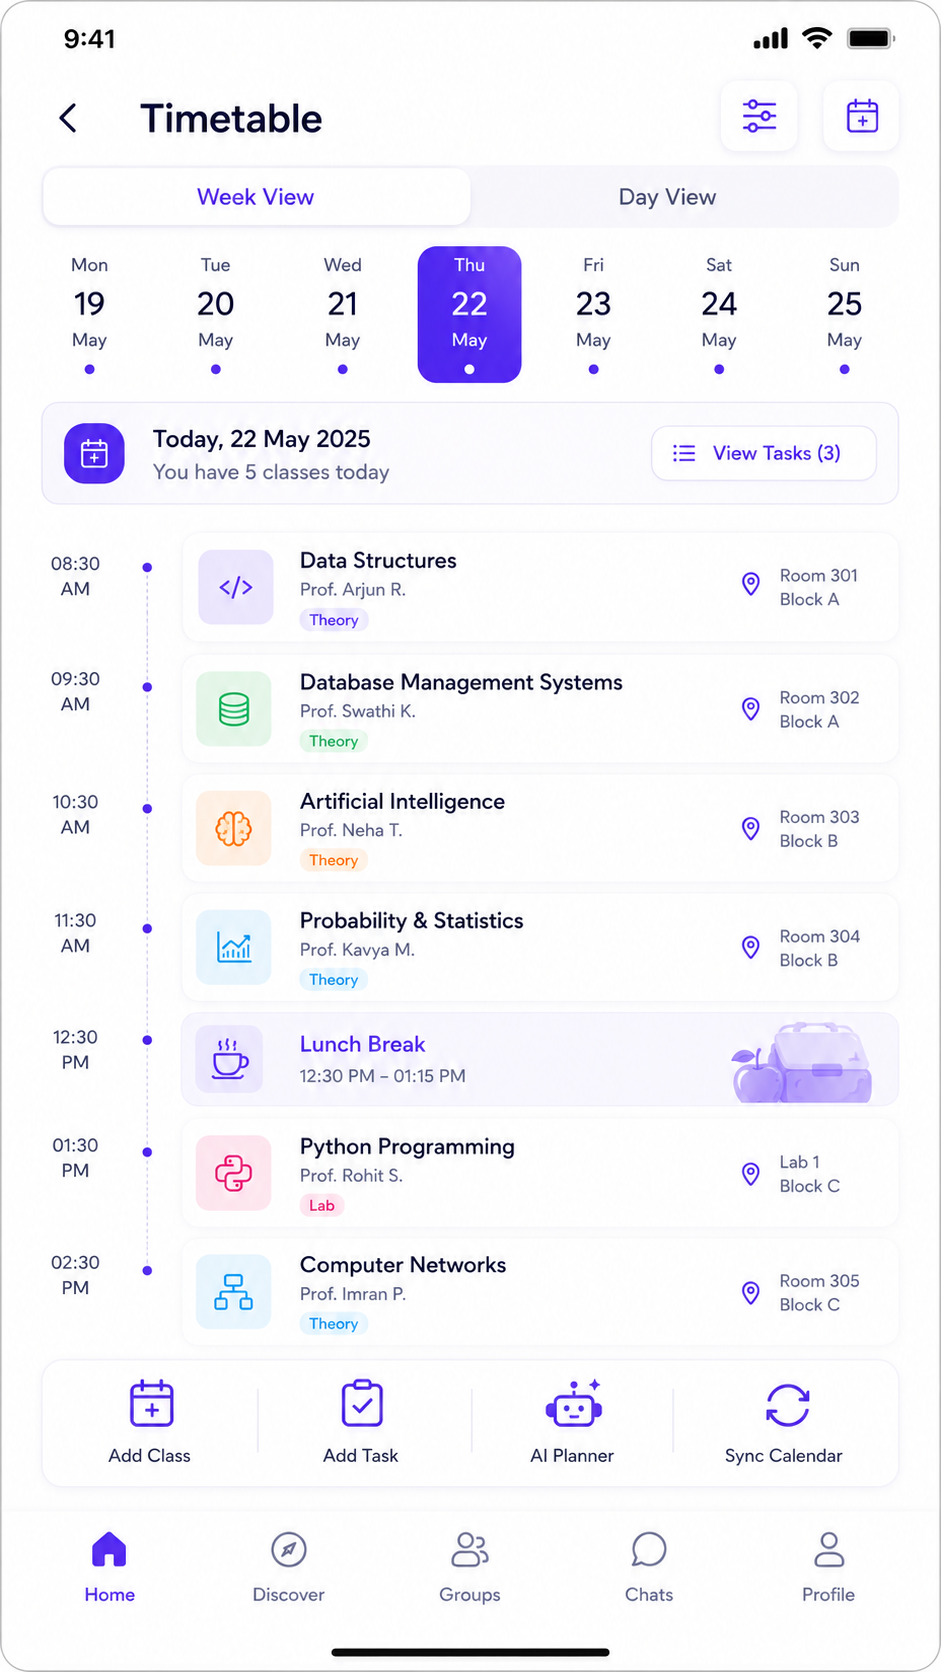 9:41
Timetable
Week View
Day View
Mon
19
May
Tue
20
May
Wed
21
May
Thu
22
May
Fri
23
May
Sat
24
May
Sun
25
May
Today, 22 May 2025
You have 5 classes today
View Tasks (3)
08:30
AM
Data Structures
Prof. Arjun R.
Theory
Room 301
Block A
09:30
AM
Database Management Systems
Prof. Swathi K.
Theory
Room 302
Block A
10:30
AM
Artificial Intelligence
Prof. Neha T.
Theory
Room 303
Block B
11:30
AM
Probability & Statistics
Prof. Kavya M.
Theory
Room 304
Block B
12:30
PM
Lunch Break
12:30 PM – 01:15 PM
01:30
PM
Python Programming
Prof. Rohit S.
Lab
Lab 1
Block C
02:30
PM
Computer Networks
Prof. Imran P.
Theory
Room 305
Block C
Add Class
Add Task
AI Planner
Sync Calendar
Home
Discover
Groups
Chats
Profile